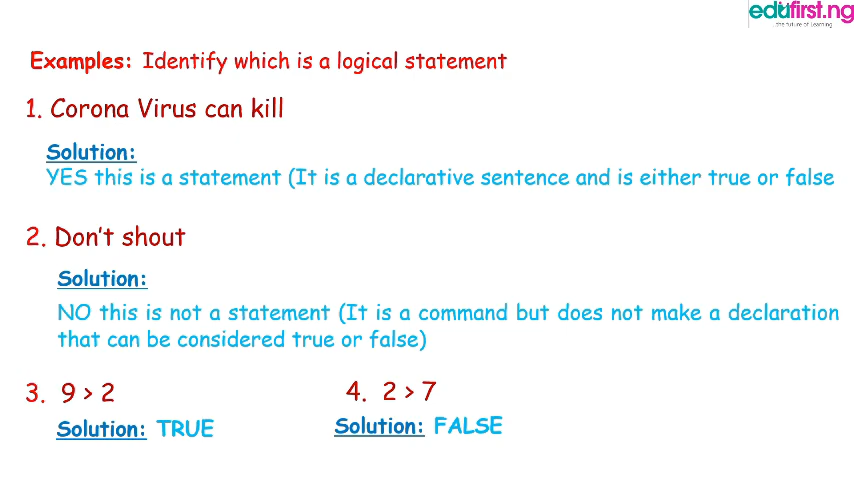 edufirst.ng
the future of Learning
Examples: Identify which is a logical statement
1. Corona Virus can kill
Solution:
YES this is a statement (It is a declarative sentence and is either true or false
2. Don't shout
Solution:
NO this is not a statement (It is a command but does not make a declaration
that can be considered true or false)
3. 9 > 2
4. 2 > 7
Solution: TRUE
Solution: FALSE